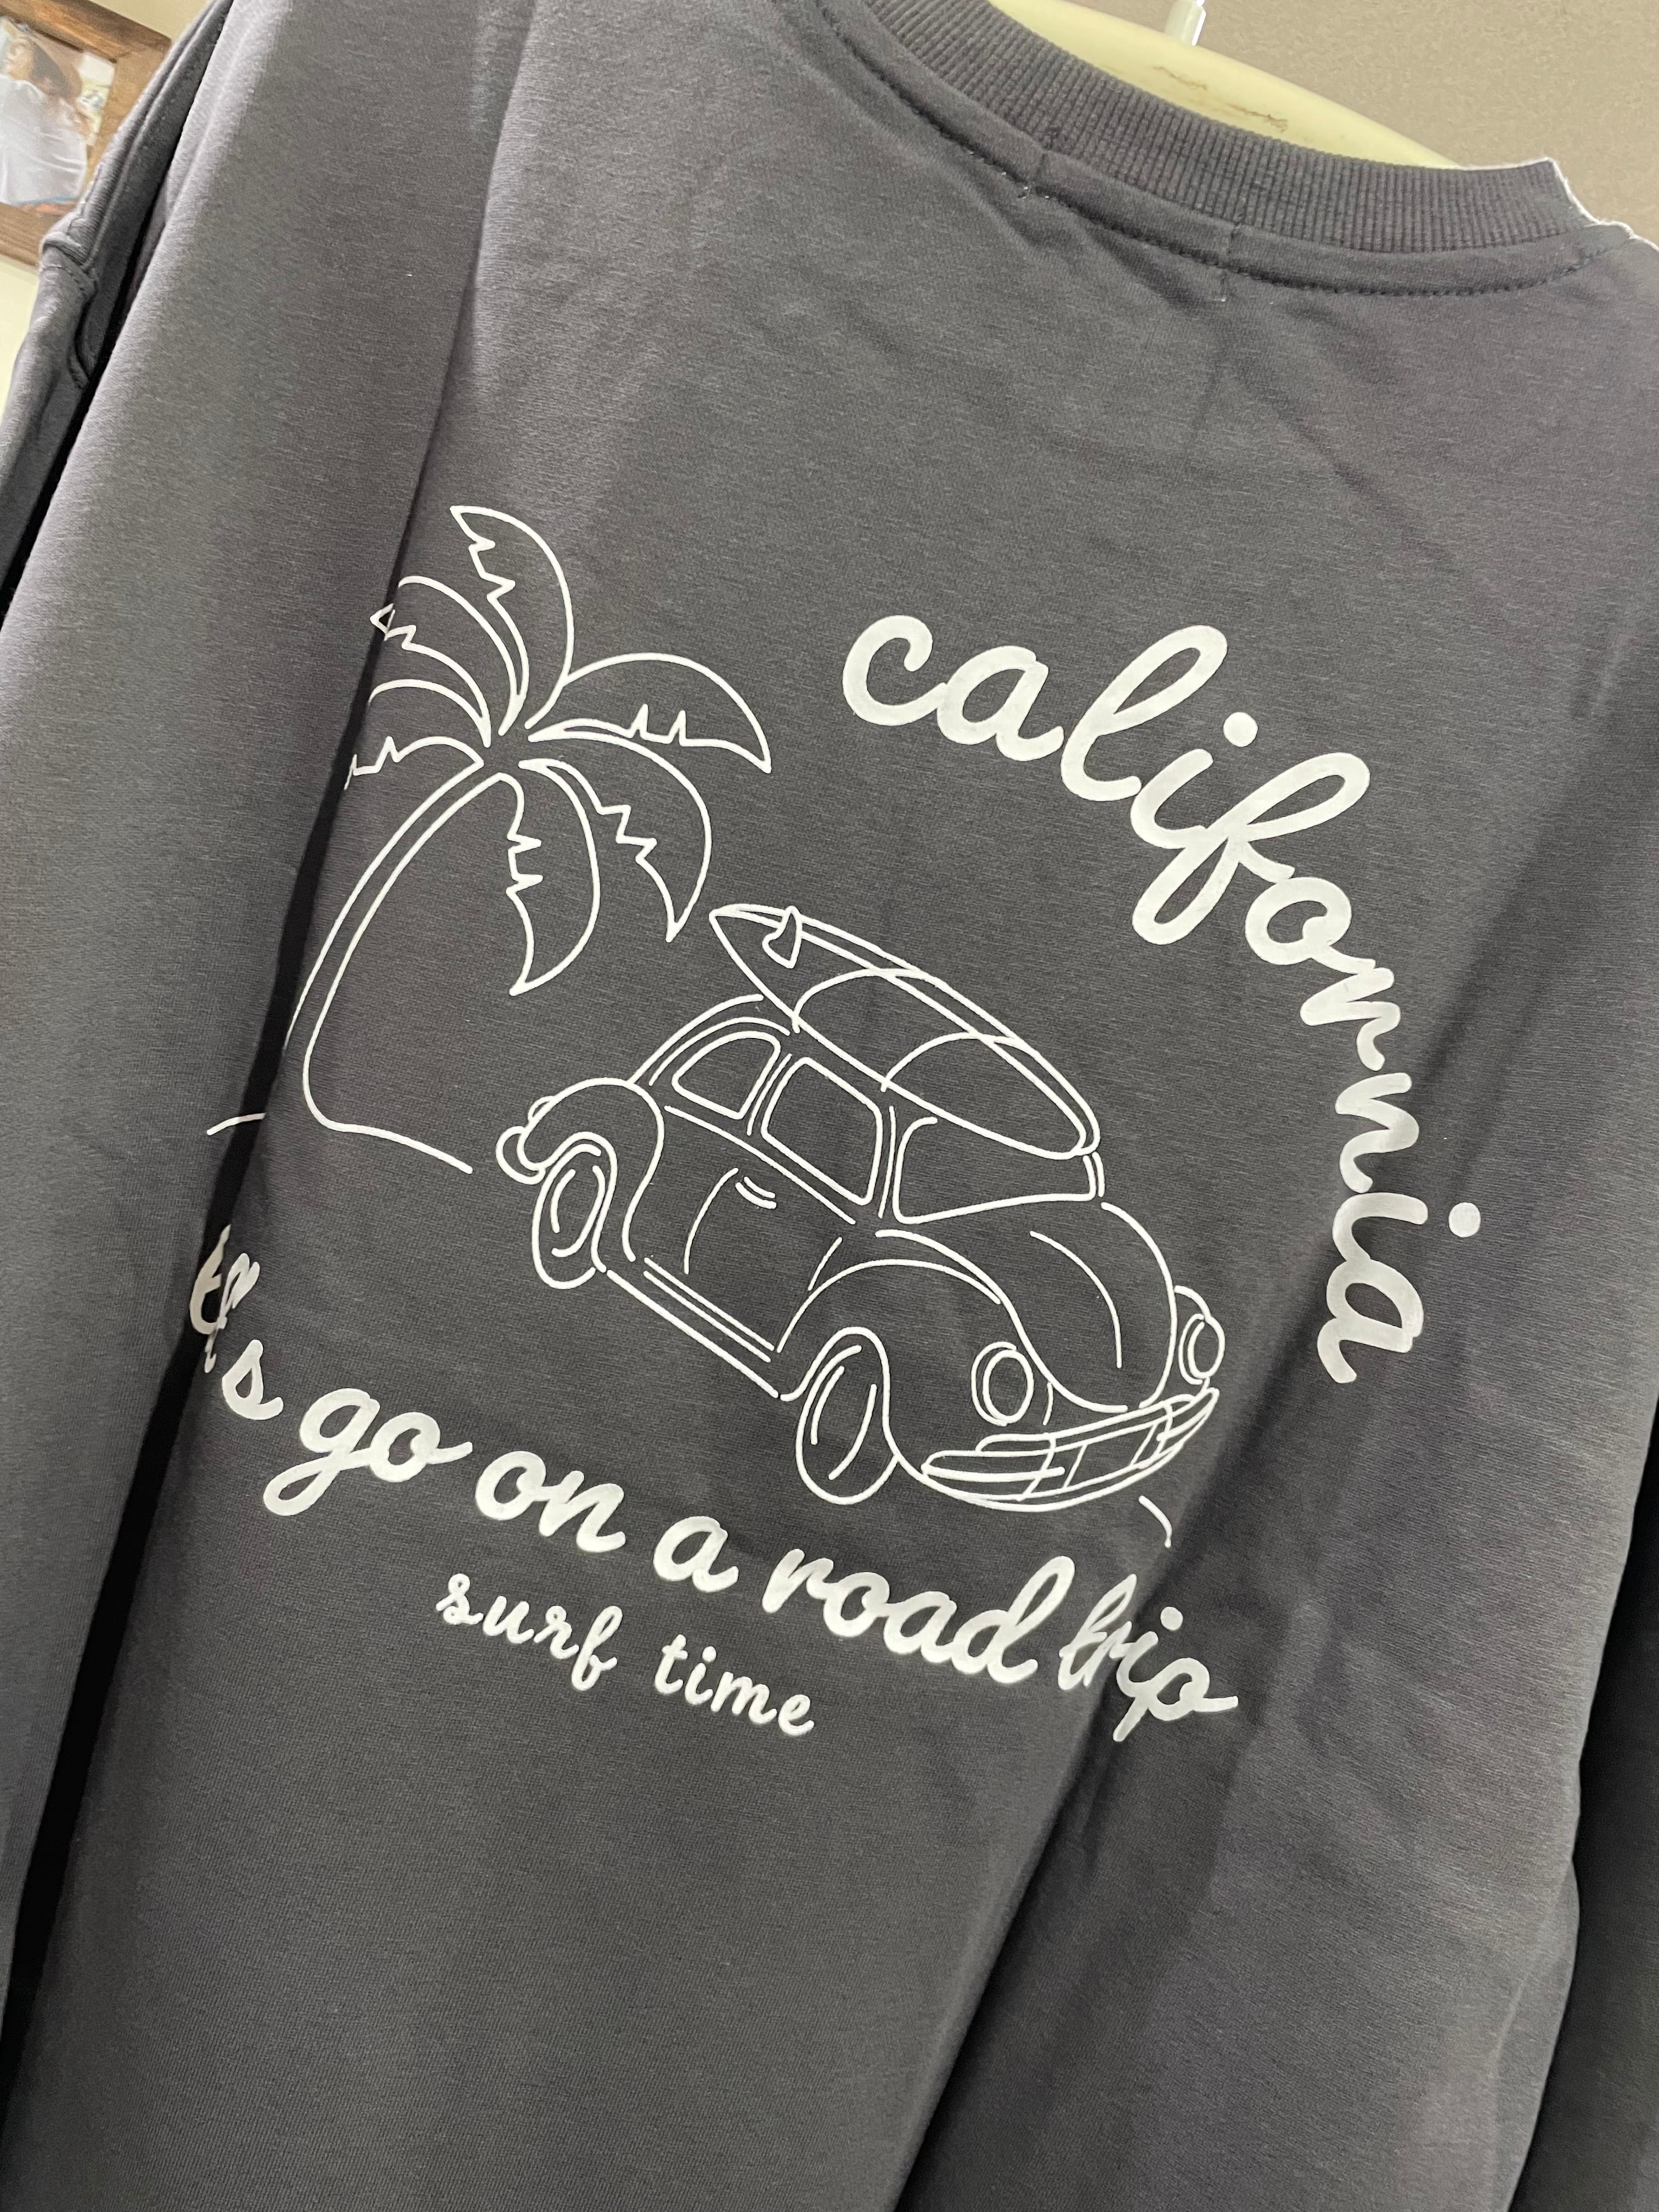 california
s go on a road trip
surf time